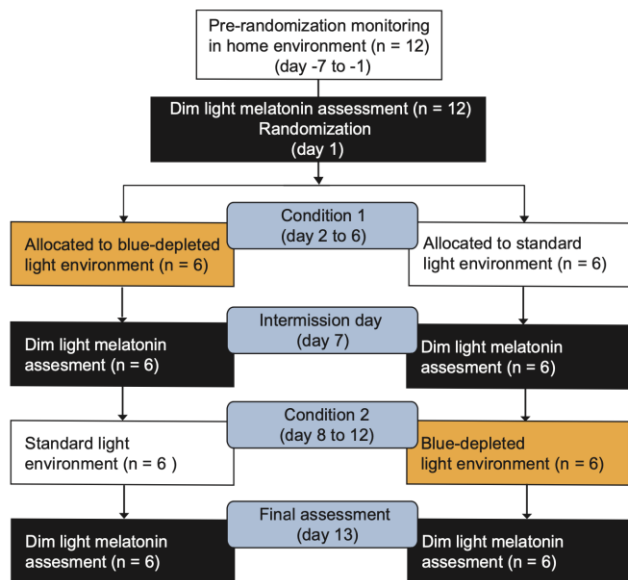 Pre-randomization monitoring
in home environment (n = 12)
(day -7 to -1)
Dim light melatonin assessment (n = 12)
Randomization
(day 1)
Condition 1
(day 2 to 6)
Allocated to blue-depleted
light environment (n = 6)
Allocated to standard
light environment (n = 6)
Intermission day
(day 7)
Dim light melatonin
assesment (n = 6)
Dim light melatonin
assesment (n = 6)
Condition 2
(day 8 to 12)
Standard light
environment (n = 6 )
Blue-depleted
light environment (n = 6)
Final assessment
(day 13)
Dim light melatonin
assesment (n = 6)
Dim light melatonin
assesment (n = 6)